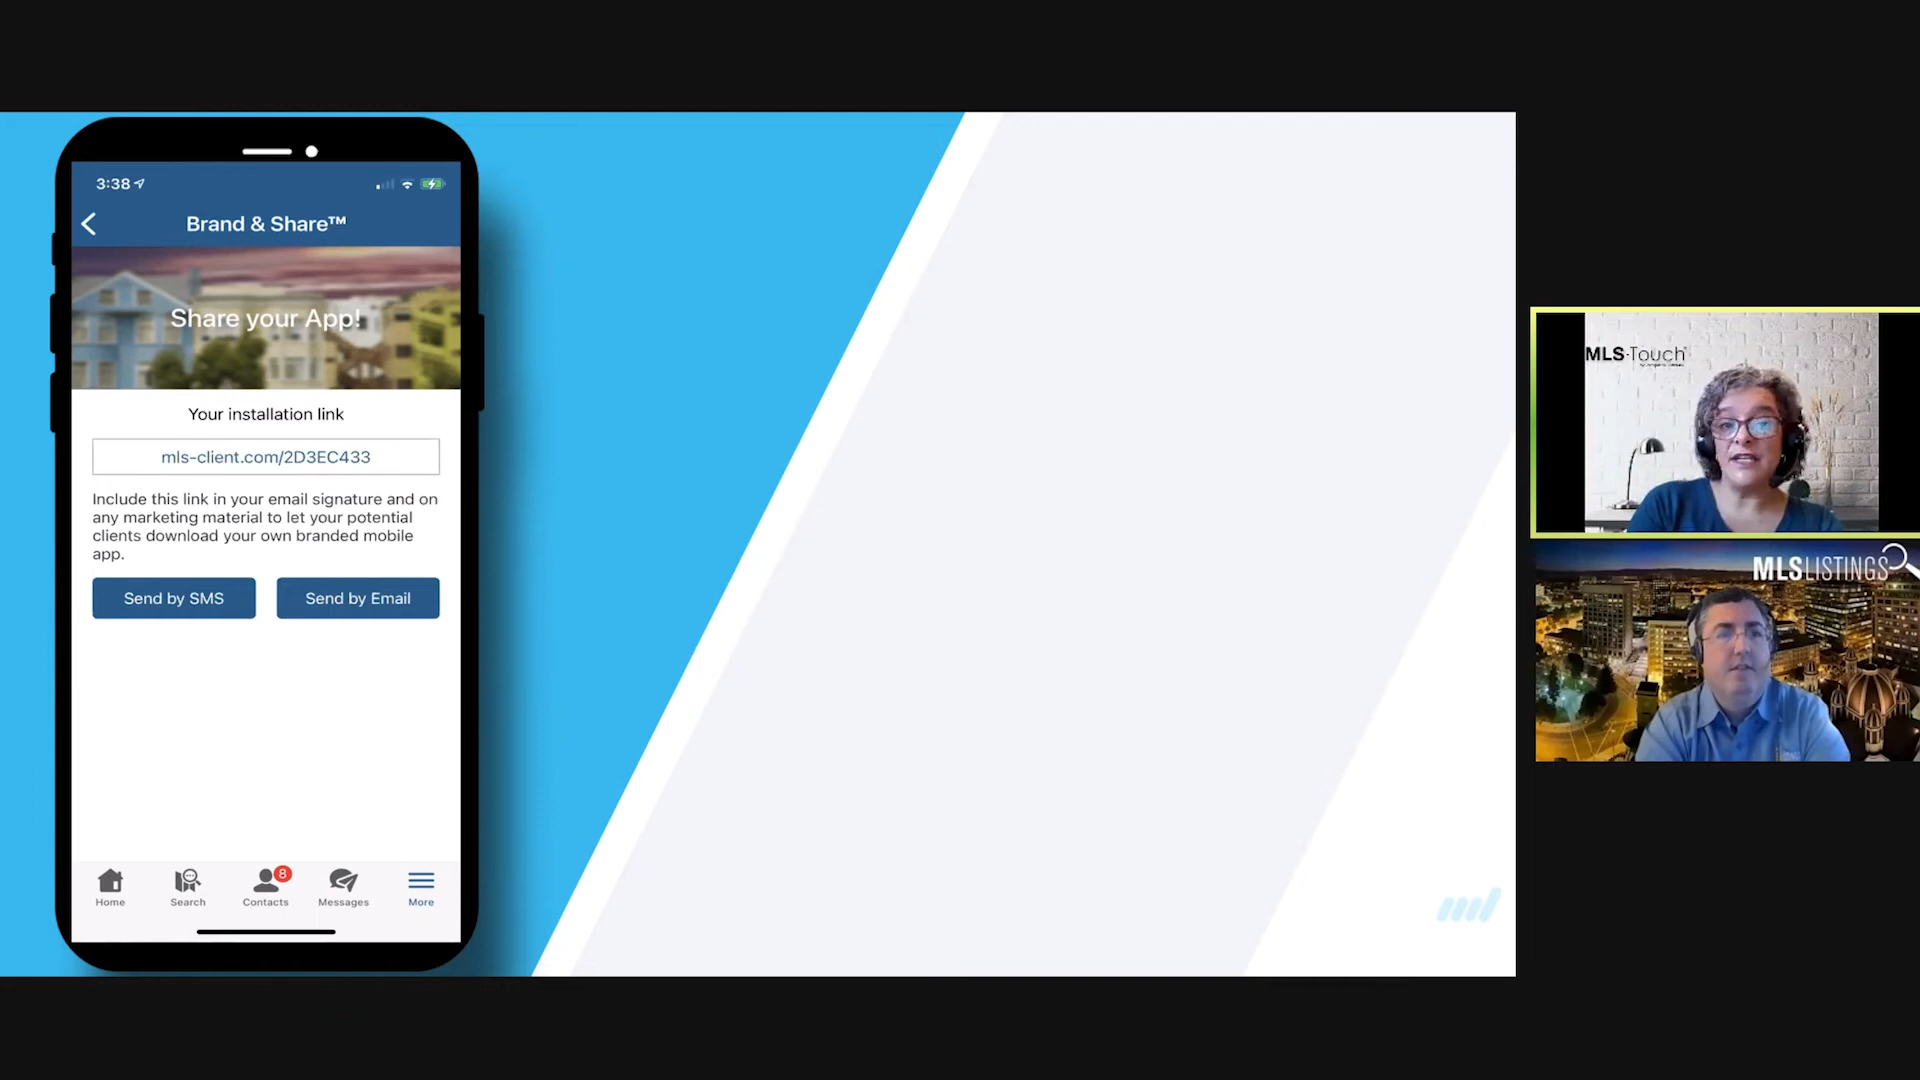 3:38
Brand & Share™
Share your App!
Your installation link
mls-client.com/2D3EC433
Include this link in your email signature and on
any marketing material to let your potential
clients download your own branded mobile
app.
Send by SMS
Send by Email
8
Home
Search
Contacts
Messages
More
MLS-Touch
MLSLISTINGS